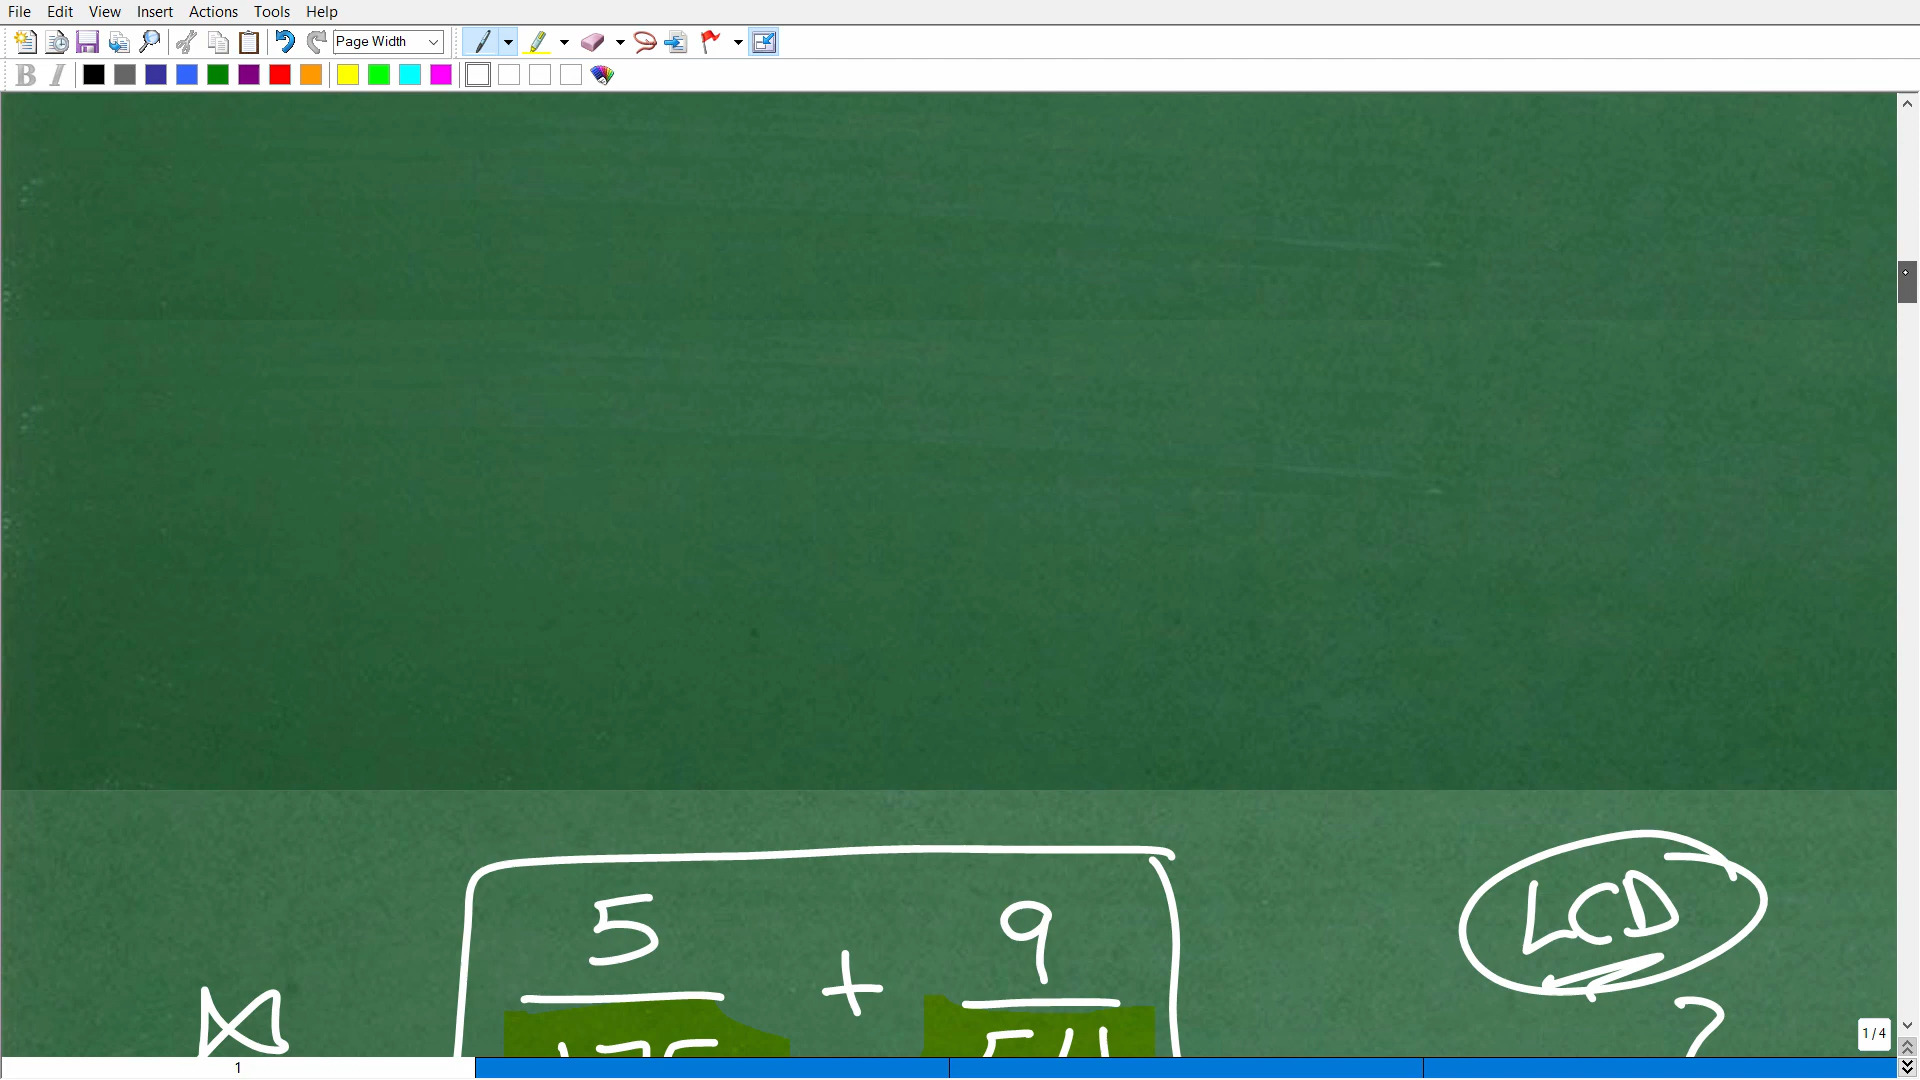 File Edit View Insert Actions Tools Help
Page Width
B I
5 + 9 LCD
?
1 / 4
1